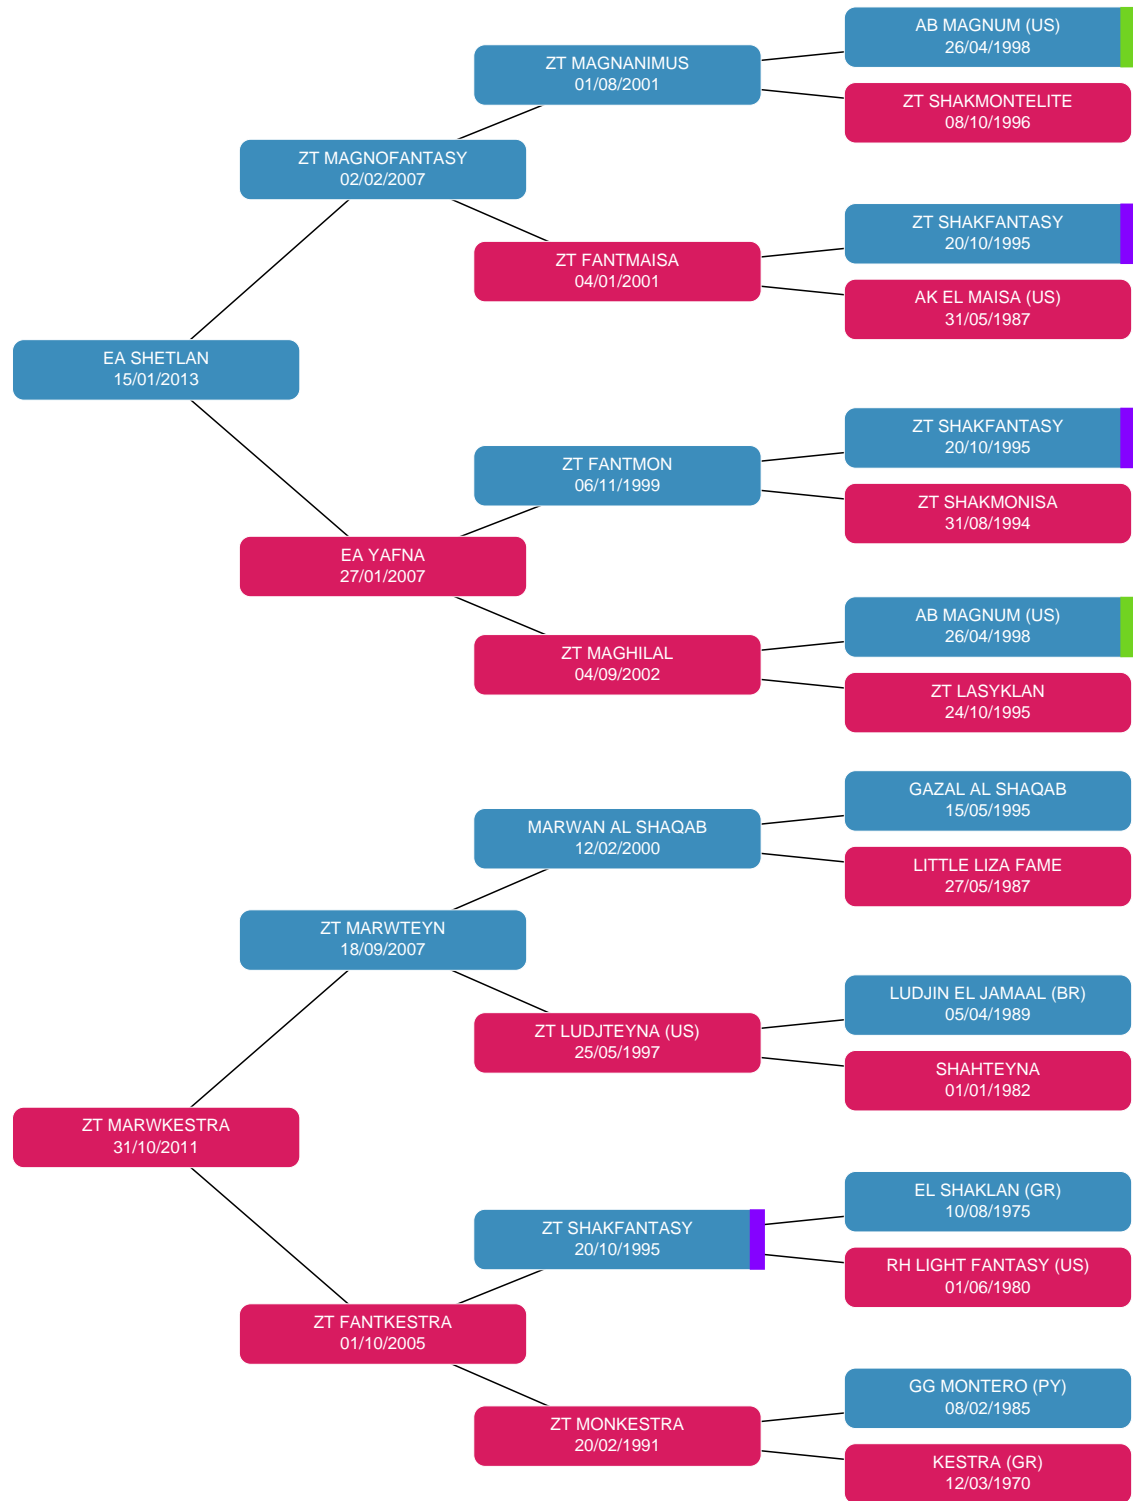 AB MAGNUM (US)
26/04/1998
ZT MAGNANIMUS
01/08/2001
ZT SHAKMONTELITE
08/10/1996
ZT MAGNOFANTASY
02/02/2007
ZT SHAKFANTASY
20/10/1995
ZT FANTMAISA
04/01/2001
AK EL MAISA (US)
31/05/1987
EA SHETLAN
15/01/2013
ZT SHAKFANTASY
20/10/1995
ZT FANTMON
06/11/1999
ZT SHAKMONISA
31/08/1994
EA YAFNA
27/01/2007
AB MAGNUM (US)
26/04/1998
ZT MAGHILAL
04/09/2002
ZT LASYKLAN
24/10/1995
GAZAL AL SHAQAB
15/05/1995
MARWAN AL SHAQAB
12/02/2000
LITTLE LIZA FAME
27/05/1987
ZT MARWTEYN
18/09/2007
LUDJIN EL JAMAAL (BR)
05/04/1989
ZT LUDJTEYNA (US)
25/05/1997
SHAHTEYNA
01/01/1982
ZT MARWKESTRA
31/10/2011
EL SHAKLAN (GR)
10/08/1975
ZT SHAKFANTASY
20/10/1995
RH LIGHT FANTASY (US)
01/06/1980
ZT FANTKESTRA
01/10/2005
GG MONTERO (PY)
08/02/1985
ZT MONKESTRA
20/02/1991
KESTRA (GR)
12/03/1970